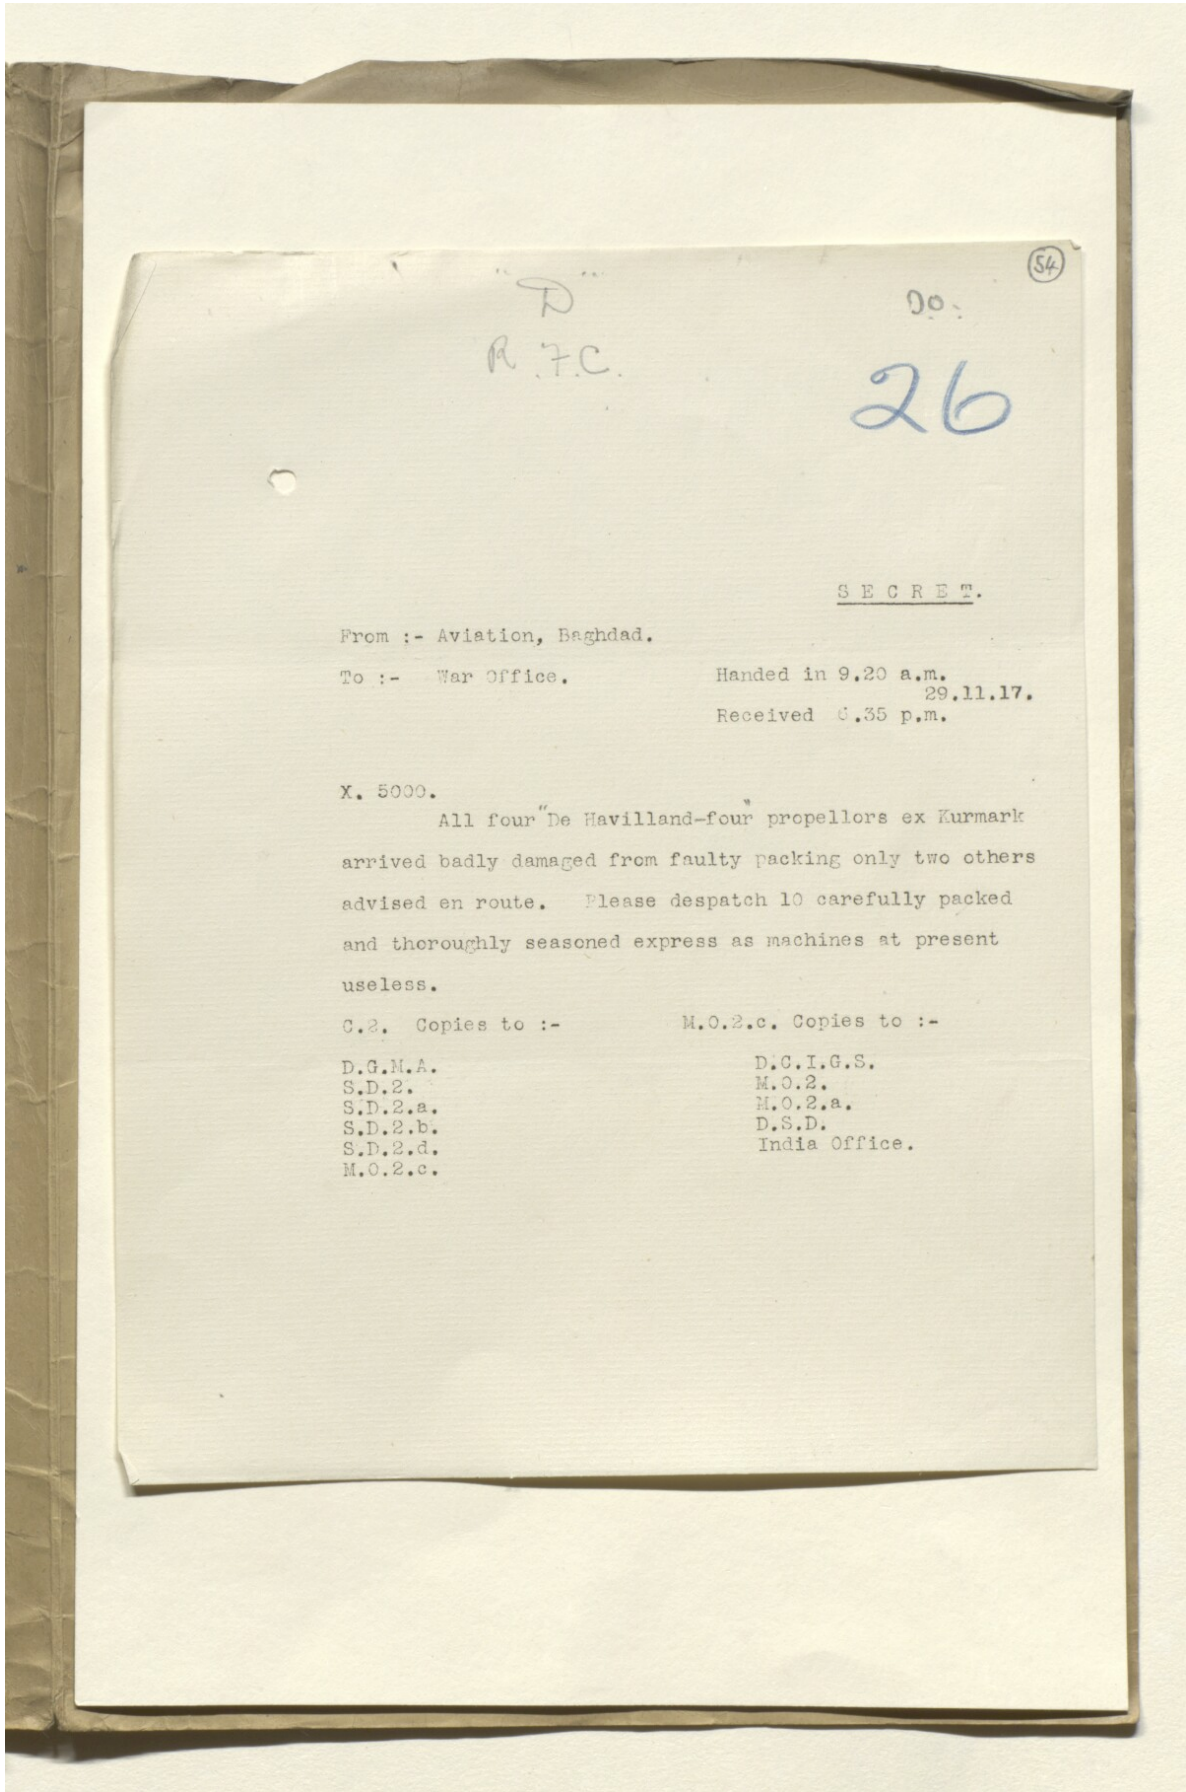 54
"D"
Do.
R.F.C.
26
S E C R E T.
From :- Aviation, Baghdad.
To :- War Office. Handed in 9.20 a.m.
29.11.17.
Received .35 p.m.
X. 5000.
All four "De Havilland-four" propellors ex Kurmark
arrived badly damaged from faulty packing only two others
advised en route. Please despatch 10 carefully packed
and thoroughly seasoned express as machines at present
useless.
C.2. Copies to :- M.O.2.c. Copies to :-
D.G.M.A. D.C.I.G.S.
S.D.2. M.O.2.
S.D.2.a. M.O.2.a.
S.D.2.b. D.S.D.
S.D.2.d. India Office.
M.O.2.c.